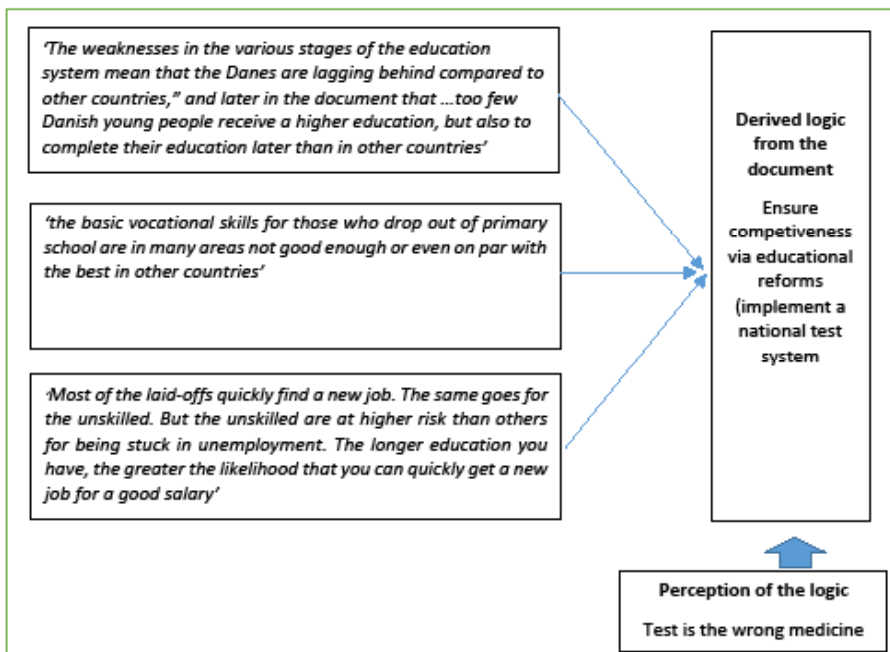 ‘The weaknesses in the various stages of the education
system mean that the Danes are lagging behind compared to
other countries,” and later in the document that …too few
Danish young people receive a higher education, but also to
complete their education later than in other countries’
‘the basic vocational skills for those who drop out of primary
school are in many areas not good enough or even on par with
the best in other countries’
‘Most of the laid-offs quickly find a new job. The same goes for
the unskilled. But the unskilled are at higher risk than others
for being stuck in unemployment. The longer education you
have, the greater the likelihood that you can quickly get a new
job for a good salary’
Derived logic
from the
document
Ensure
competiveness
via educational
reforms
(implement a
national test
system
Perception of the logic
Test is the wrong medicine